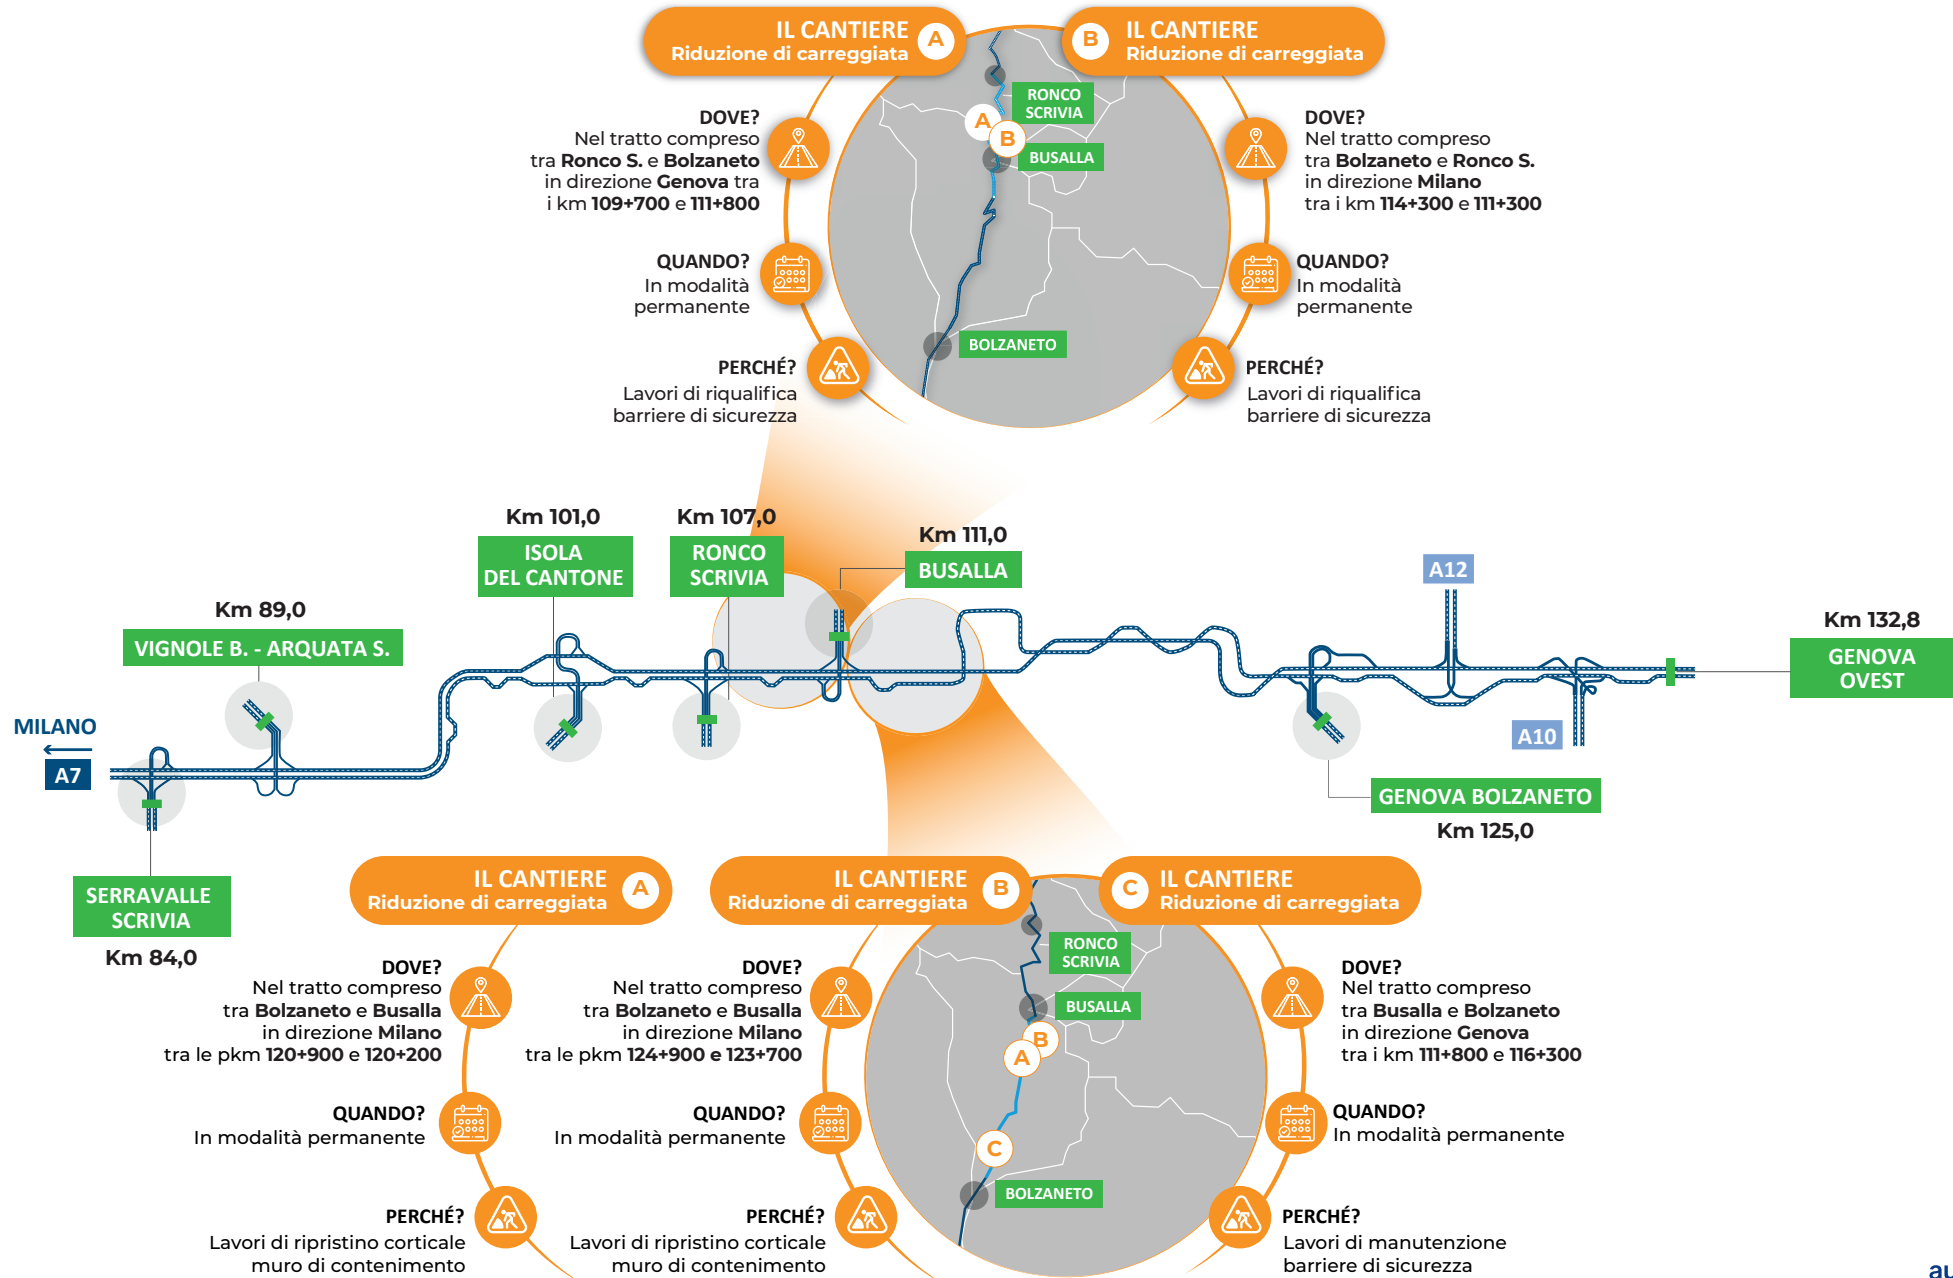 IL CANTIERE
Riduzione di carreggiata
A
B
IL CANTIERE
Riduzione di carreggiata
DOVE?
Nel tratto compreso
tra Ronco S. e Bolzaneto
in direzione Genova tra
i km 109+700 e 111+800
QUANDO?
In modalità
permanente
PERCHÉ?
Lavori di riqualifica
barriere di sicurezza
RONCO
SCRIVIA
A
B
BUSALLA
BOLZANETO
DOVE?
Nel tratto compreso
tra Bolzaneto e Ronco S.
in direzione Milano
tra i km 114+300 e 111+300
QUANDO?
In modalità
permanente
PERCHÉ?
Lavori di riqualifica
barriere di sicurezza
Km 101,0
ISOLA
DEL CANTONE
Km 107,0
RONCO
SCRIVIA
Km 111,0
BUSALLA
A12
Km 89,0
VIGNOLE B. - ARQUATA S.
Km 132,8
GENOVA
OVEST
MILANO
A7
A10
GENOVA BOLZANETO
Km 125,0
SERRAVALLE
SCRIVIA
Km 84,0
IL CANTIERE
Riduzione di carreggiata
A
DOVE?
Nel tratto compreso
tra Bolzaneto e Busalla
in direzione Milano
tra le pkm 120+900 e 120+200
QUANDO?
In modalità permanente
PERCHÉ?
Lavori di ripristino corticale
muro di contenimento
IL CANTIERE
Riduzione di carreggiata
B
DOVE?
Nel tratto compreso
tra Bolzaneto e Busalla
in direzione Milano
tra le pkm 124+900 e 123+700
QUANDO?
In modalità permanente
PERCHÉ?
Lavori di ripristino corticale
muro di contenimento
RONCO
SCRIVIA
BUSALLA
B
A
C
BOLZANETO
C
IL CANTIERE
Riduzione di carreggiata
DOVE?
Nel tratto compreso
tra Busalla e Bolzaneto
in direzione Genova
tra i km 111+800 e 116+300
QUANDO?
In modalità permanente
PERCHÉ?
Lavori di manutenzione
barriere di sicurezza